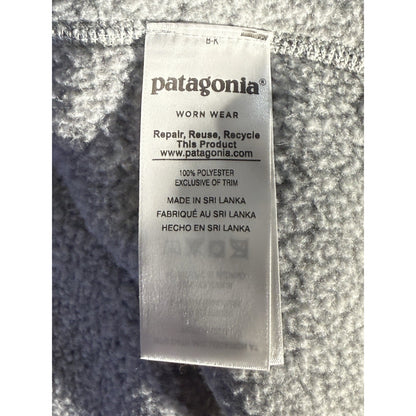 patagonia®
WORN WEAR
Repair, Reuse, Recycle
This Product
www.patagonia.com
100% POLYESTER
EXCLUSIVE OF TRIM
MADE IN SRI LANKA
FABRIQUÉ AU SRI LANKA
HECHO EN SRI LANKA